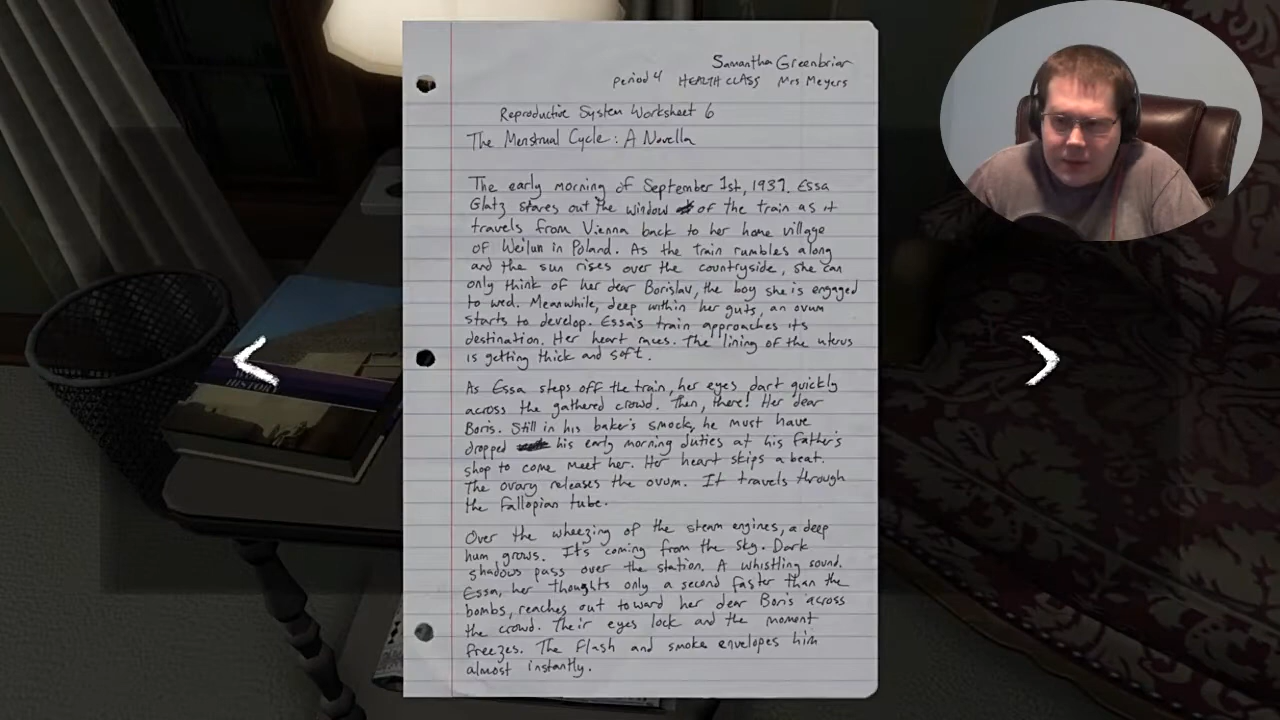 Samantha Greenbriar
period 4 HEALTH CLASS Mrs Meyers
Reproductive System Worksheet 6
The Menstrual Cycle: A Novella
The early morning of September 1st, 1939. Essa
Glatz stares out the window of the train as it
travels from Vienna back to her home village
of Weilun in Poland. As the train rumbles along
and the sun rises over the countryside, she can
only think of her dear Borislav, the boy she is engaged
to wed. Meanwhile, deep within her guts, an ovum
starts to develop. Essa's train approaches its
destination. Her heart races. The lining of the uterus
is getting thick and soft.
As Essa steps off the train, her eyes dart quickly
across the gathered crowd. Then, there! Her dear
Boris. Still in his baker's smock, he must have
dropped his early morning duties at his father's
shop to come meet her. Her heart skips a beat.
The ovary releases the ovum. It travels through
the fallopian tube.
Over the wheezing of the steam engines, a deep
hum grows. It's coming from the sky. Dark
shadows pass over the station. A whistling sound.
Essa, her thoughts only a second faster than the
bombs, reaches out toward her dear Boris across
the crowd. Their eyes lock and the moment
freezes. The flash and smoke envelopes him
almost instantly.
HISTORY